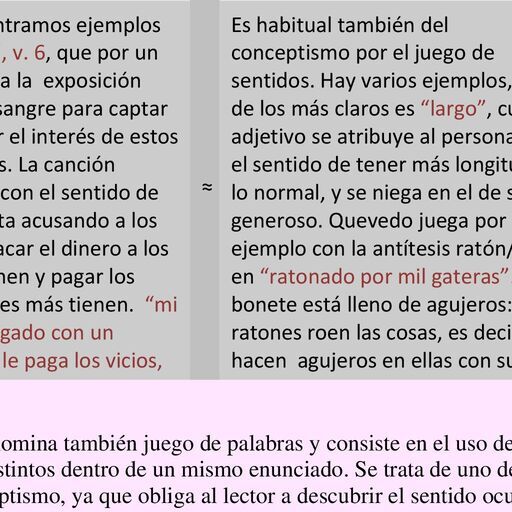 ntramos ejemplos
, v. 6, que por un
a la exposición
sangre para captar
r el interés de estos
s. La canción
con el sentido de
ta acusando a los
acar el dinero a los
nen y pagar los
es más tienen. “mi
gado con un
le paga los vicios,
≈
Es habitual también del
conceptismo por el juego de
sentidos. Hay varios ejemplos,
de los más claros es “largo”, cu
adjetivo se atribuye al persona
el sentido de tener más longitu
lo normal, y se niega en el de s
generoso. Quevedo juega por
ejemplo con la antítesis ratón/
en “ratonado por mil gateras”.
bonete está lleno de agujeros:
ratones roen las cosas, es deci
hacen agujeros en ellas con su
omina también juego de palabras y consiste en el uso de
stintos dentro de un mismo enunciado. Se trata de uno de
ptismo, ya que obliga al lector a descubrir el sentido ocu